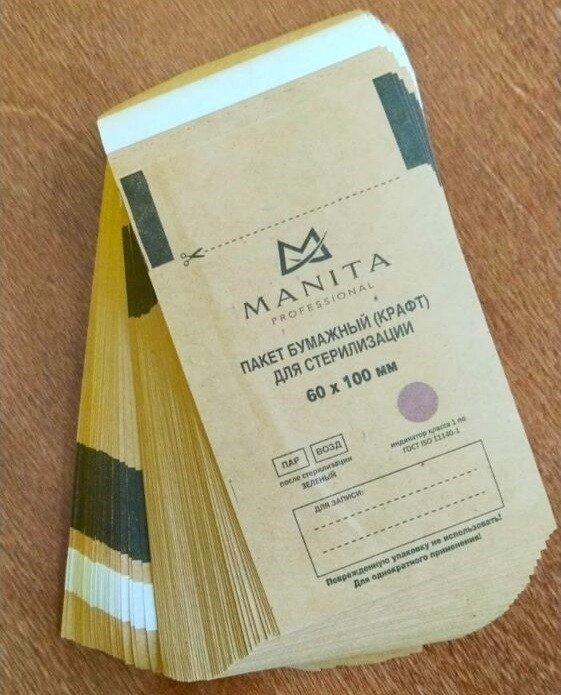 MANITA
PROFESSIONAL
ПАКЕТ БУМАЖНЫЙ (КРАФТ)
ДЛЯ СТЕРИЛИЗАЦИИ
60 х 100 мм
ПАР ВОЗД
после стерилизации
ЗЕЛЕНЫЙ
индикатор класса 1 по
ГОСТ ISO 11140-1
ДЛЯ ЗАПИСИ:
Поврежденную упаковку не использовать!
Для однократного применения!